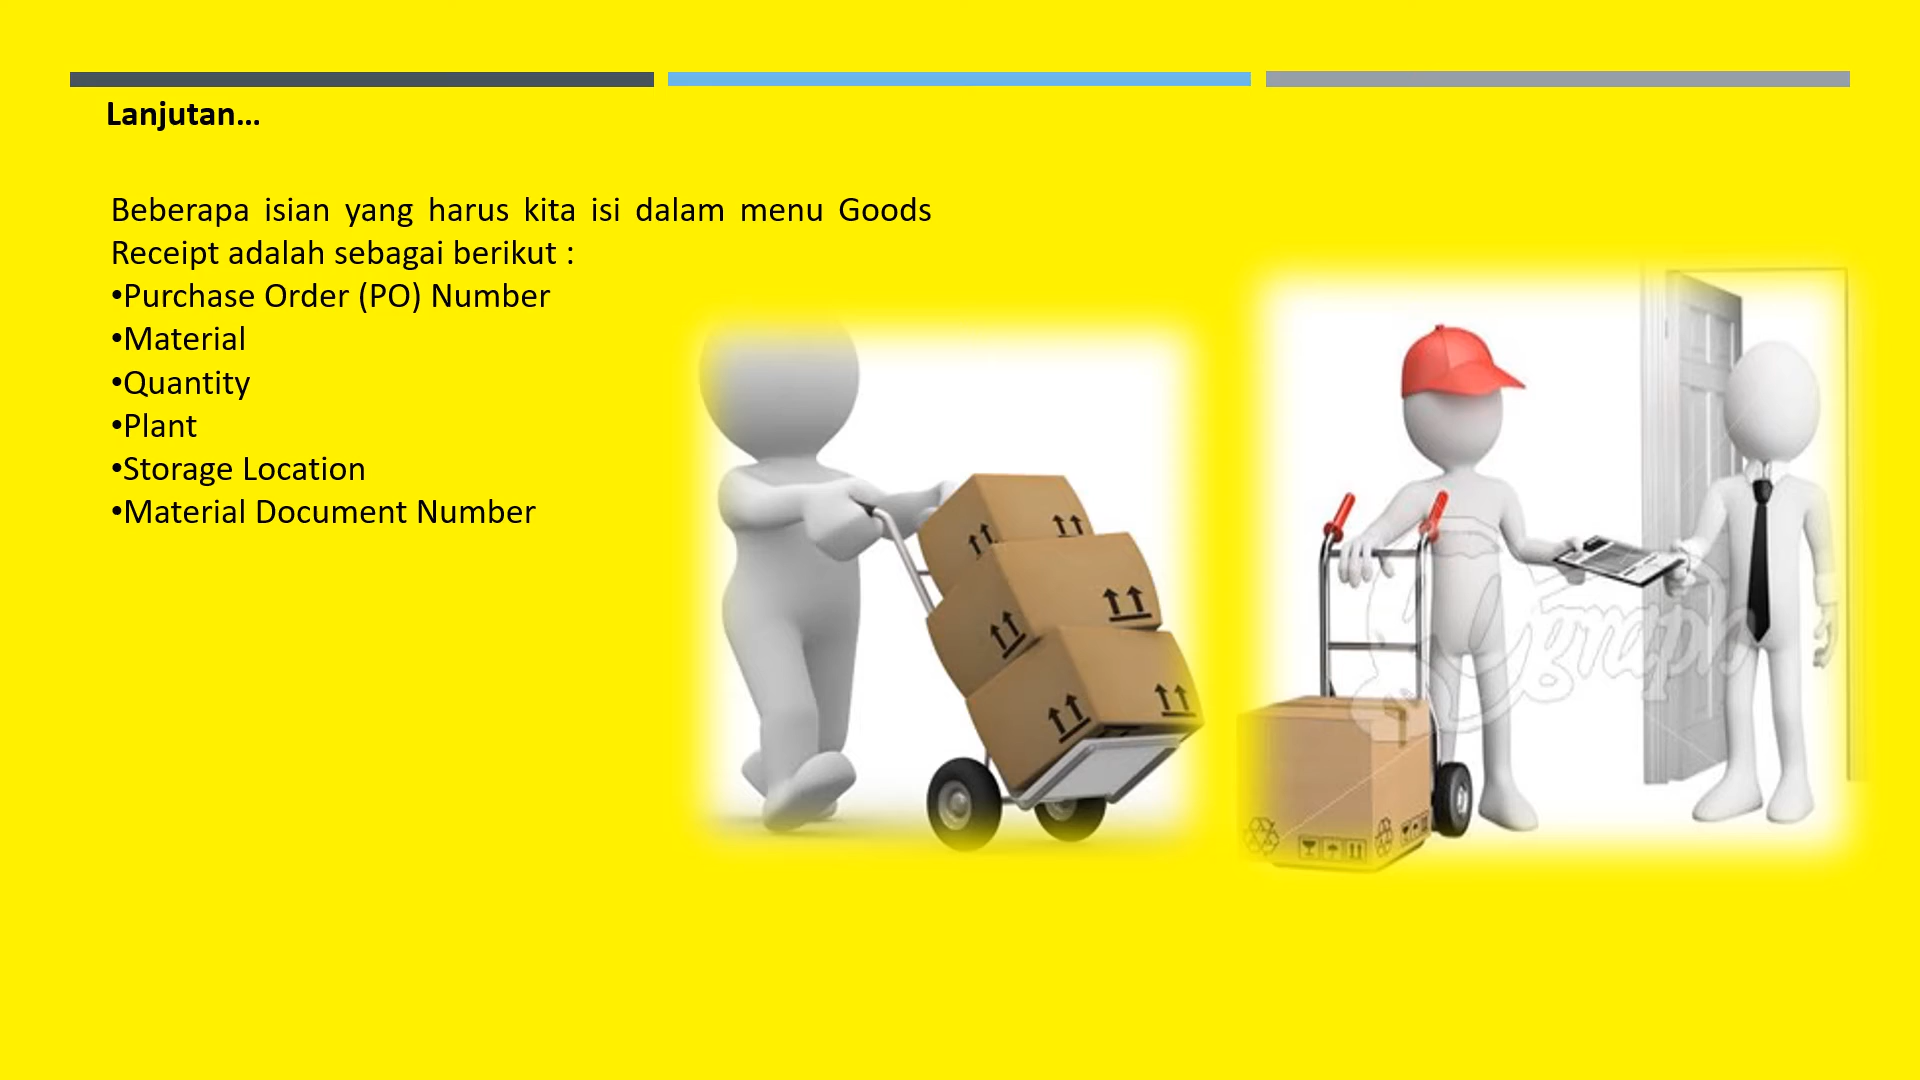 Lanjutan...
Beberapa isian yang harus kita isi dalam menu Goods
Receipt adalah sebagai berikut :
•Purchase Order (PO) Number
•Material
•Quantity
•Plant
•Storage Location
•Material Document Number